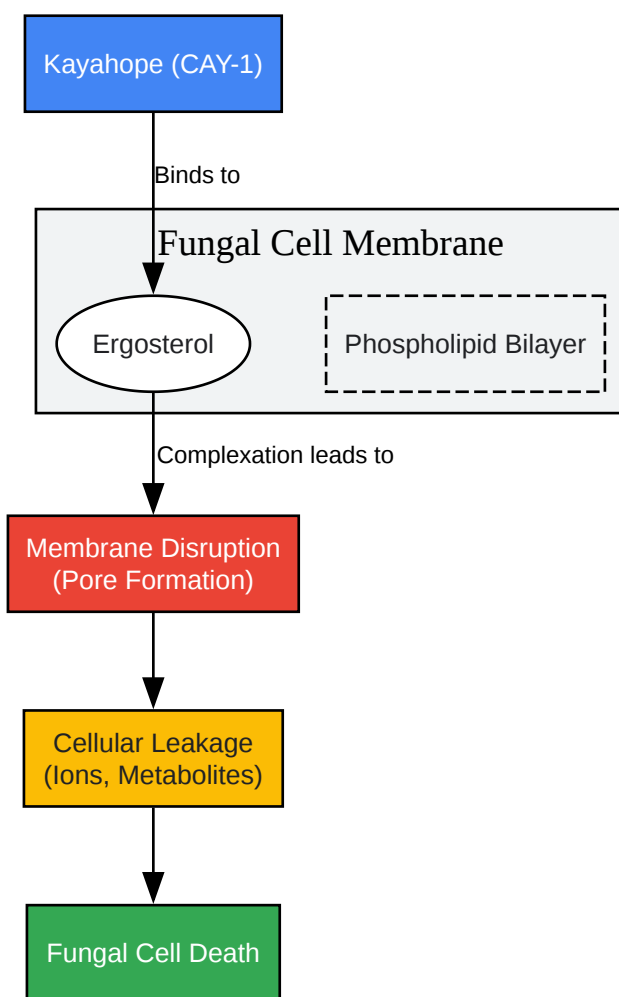 Kayahope (CAY-1)
Binds to
Fungal Cell Membrane
Ergosterol
Phospholipid Bilayer
Complexation leads to
Membrane Disruption
(Pore Formation)
Cellular Leakage
(Ions, Metabolites)
Fungal Cell Death